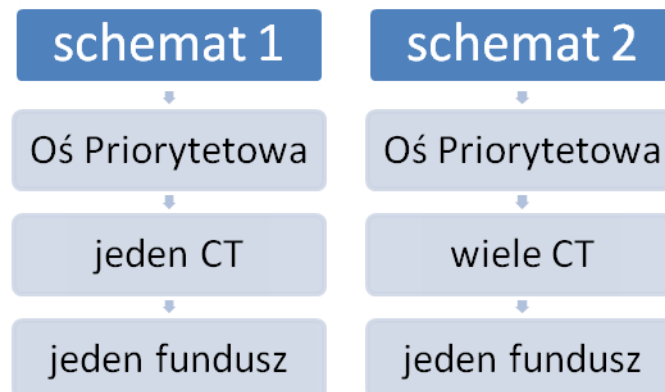 schemat 1
Oś Priorytetowa
jeden CT
jeden fundusz
schemat 2
Oś Priorytetowa
wiele CT
jeden fundusz